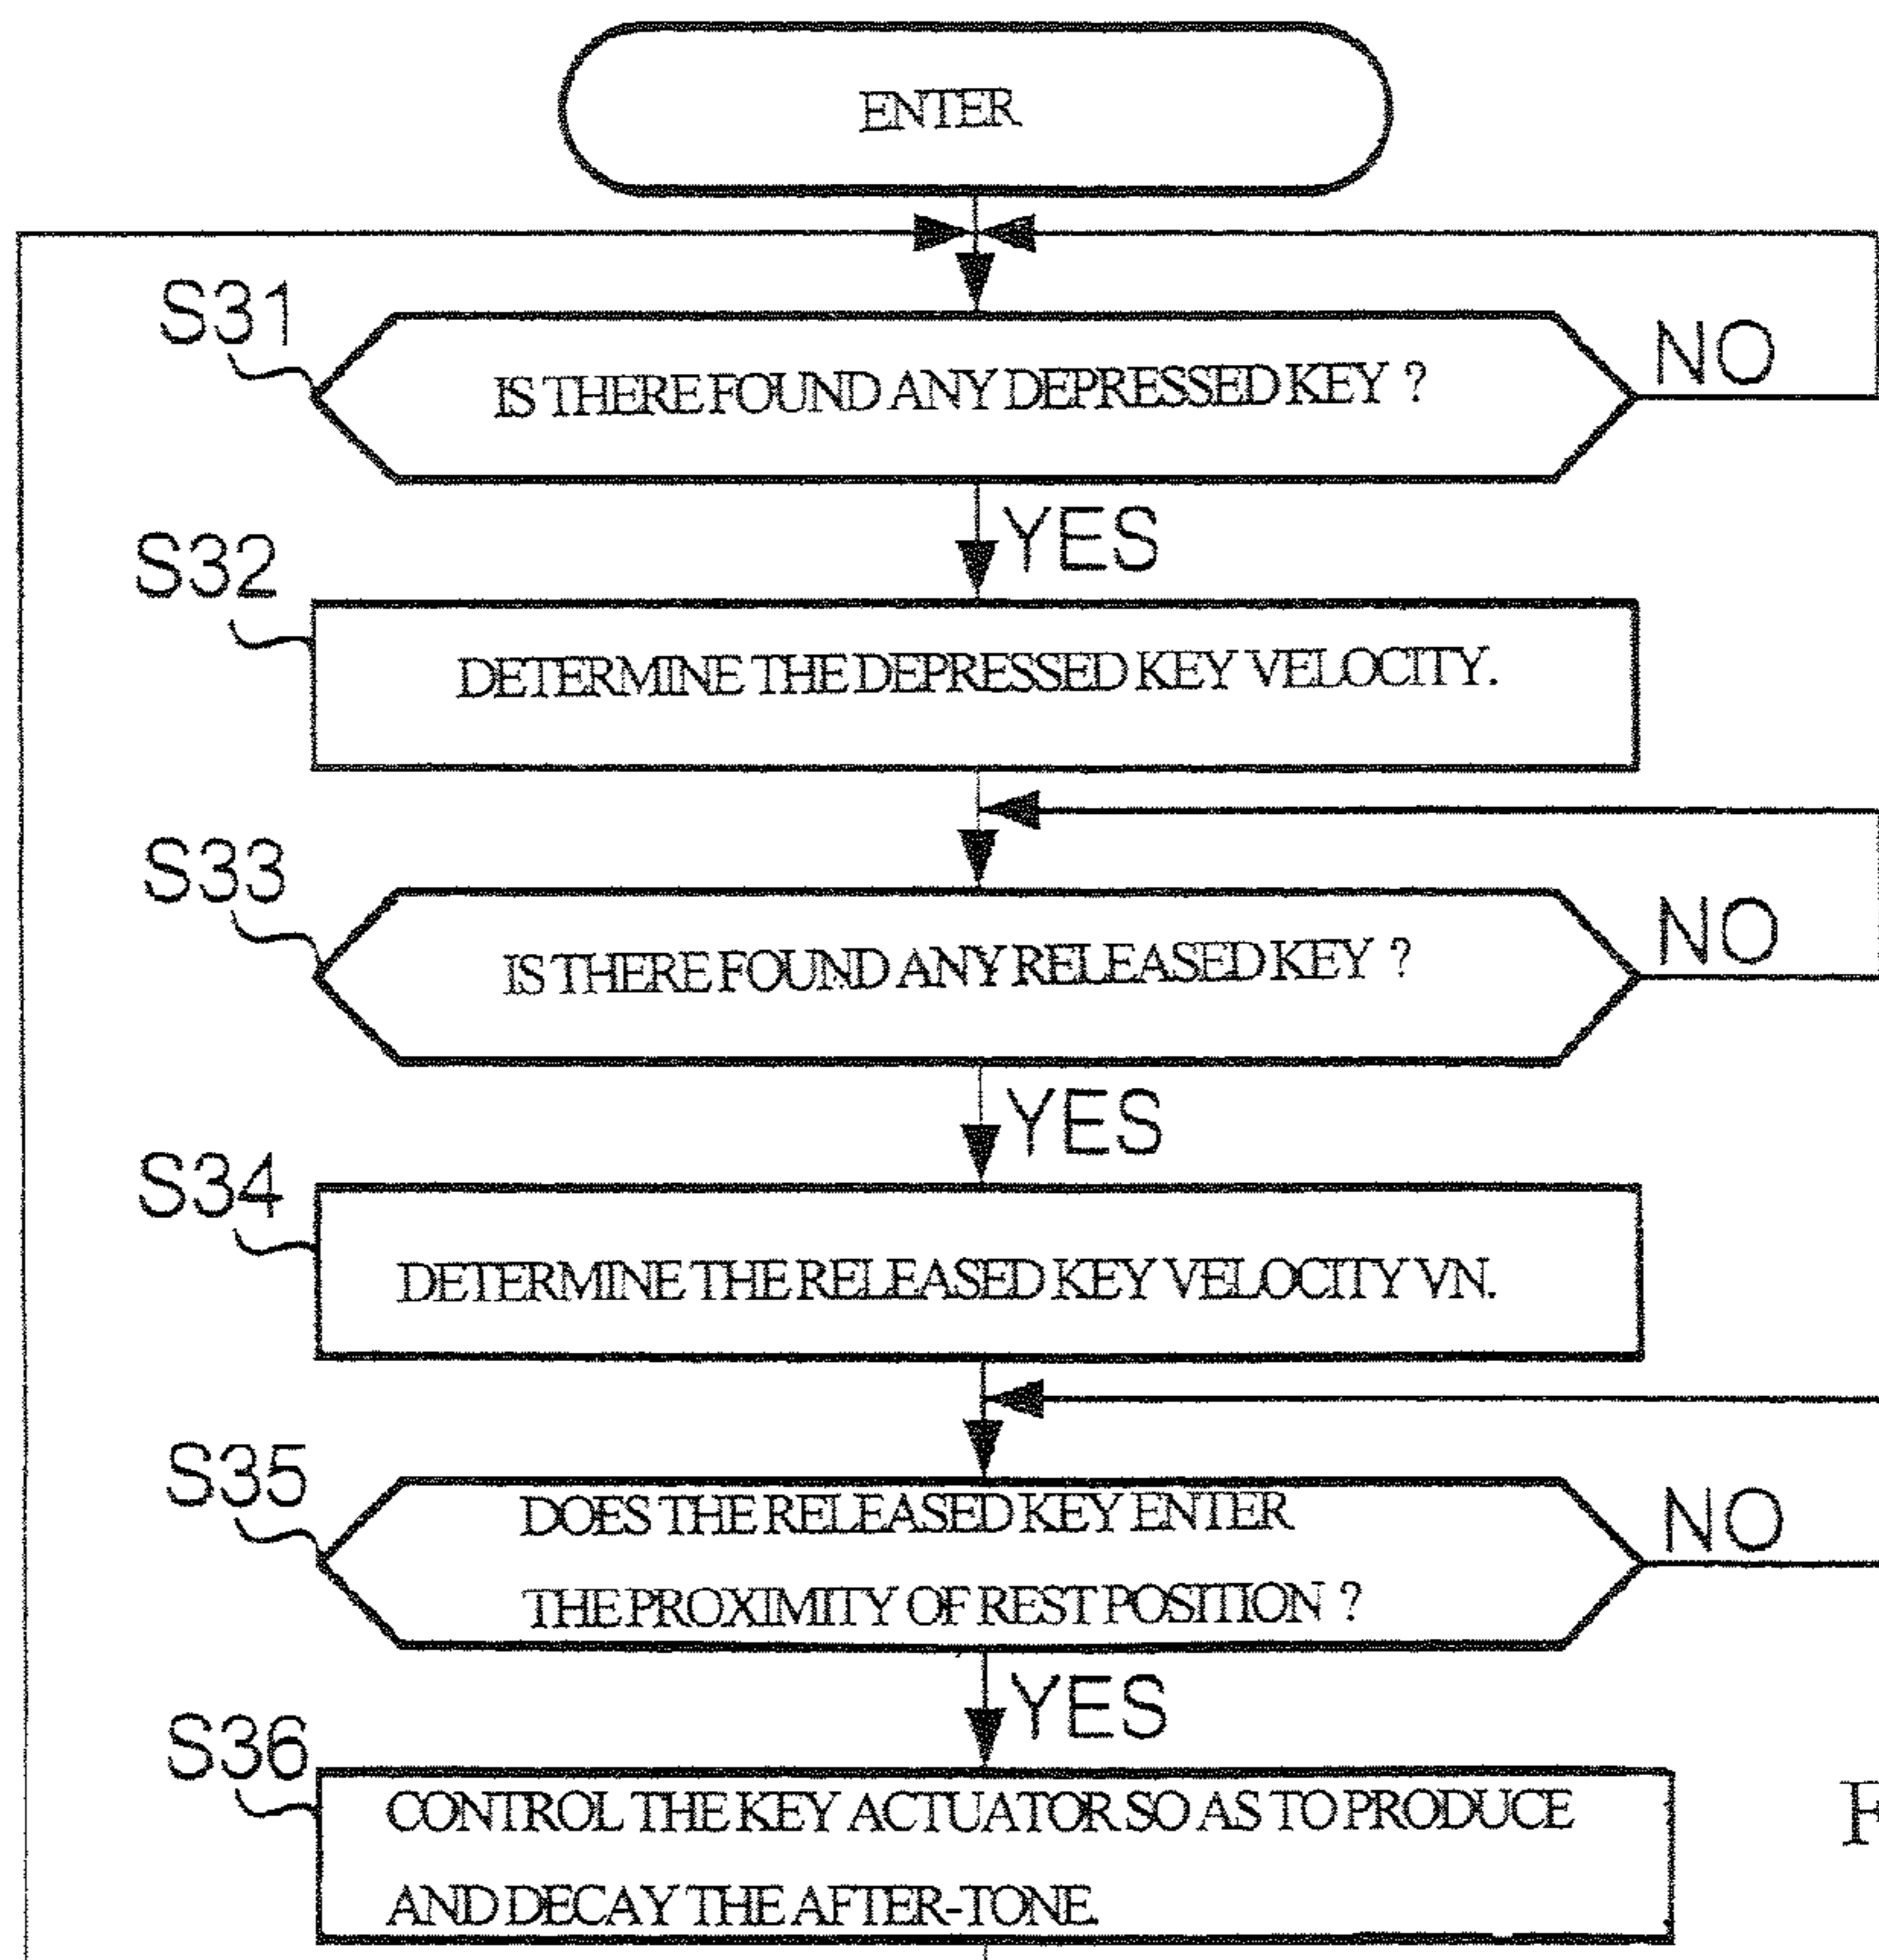 ENTER
S31
IS THERE FOUND ANY DEPRESSED KEY ?
NO
YES
S32
DETERMINE THE DEPRESSED KEY VELOCITY.
S33
IS THERE FOUND ANY RELEASED KEY ?
NO
YES
S34
DETERMINE THE RELEASED KEY VELOCITY VN.
S35
DOES THE RELEASED KEY ENTER
THE PROXIMITY OF REST POSITION ?
NO
YES
S36
CONTROL THE KEY ACTUATOR SO AS TO PRODUCE
AND DECAY THE AFTER-TONE.
F